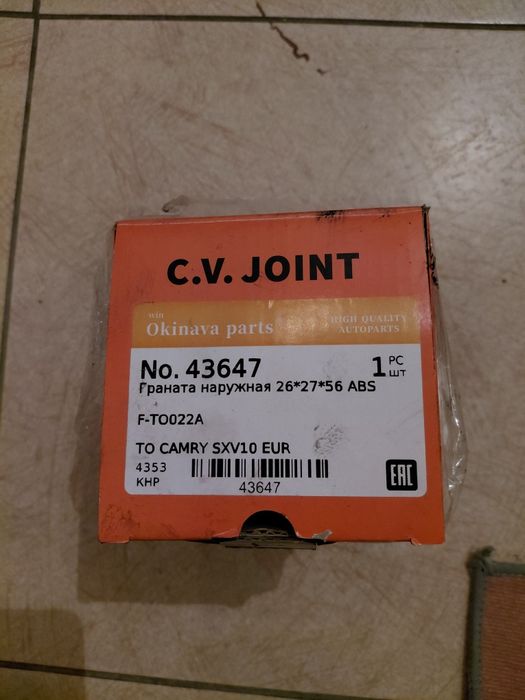 C.V. JOINT
win
Okinava parts
HIGH QUALITY
AUTOPARTS
No. 43647
1 PC
шт
Граната наружная 26*27*56 ABS
F-TO022A
TO CAMRY SXV10 EUR
4353
KHP
43647
EAC